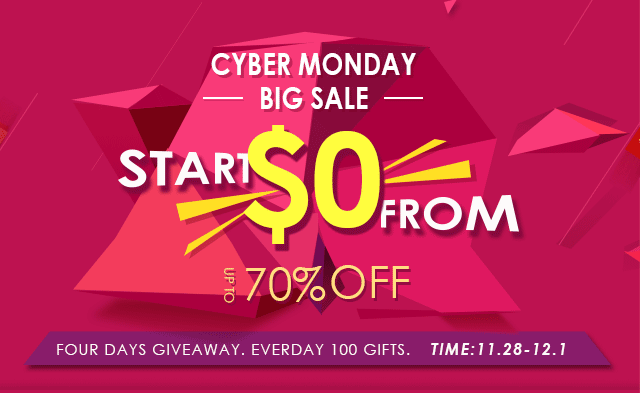 CYBER MONDAY
BIG SALE
START $0 FROM
UP TO 70% OFF
FOUR DAYS GIVEAWAY. EVERDAY 100 GIFTS. TIME:11.28-12.1